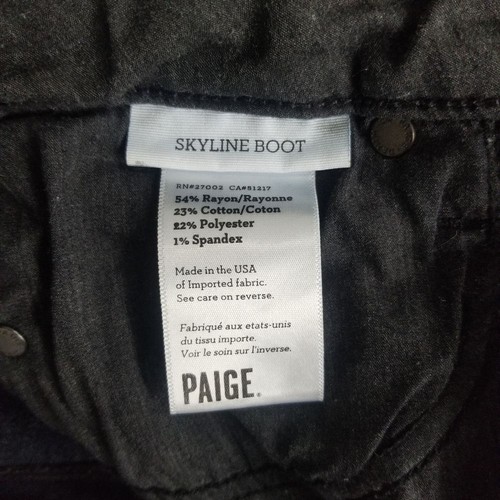 SKYLINE BOOT
RN#27002 CA#51217
54% Rayon/Rayonne
23% Cotton/Coton
22% Polyester
1% Spandex
Made in the USA
of Imported fabric.
See care on reverse.
Fabriqué aux etats-unis
du tissu importe.
Voir le soin sur l'inverse.
PAIGE.